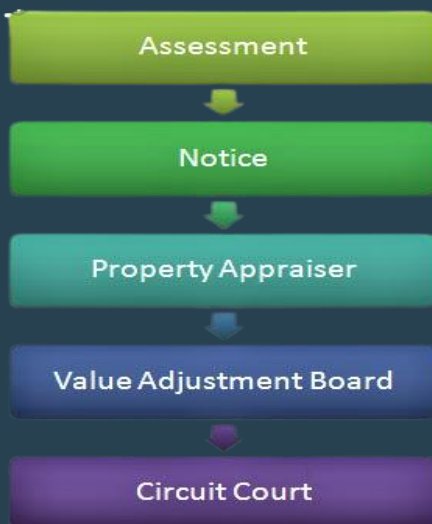 Assessment
Notice
Property Appraiser
Value Adjustment Board
Circuit Court